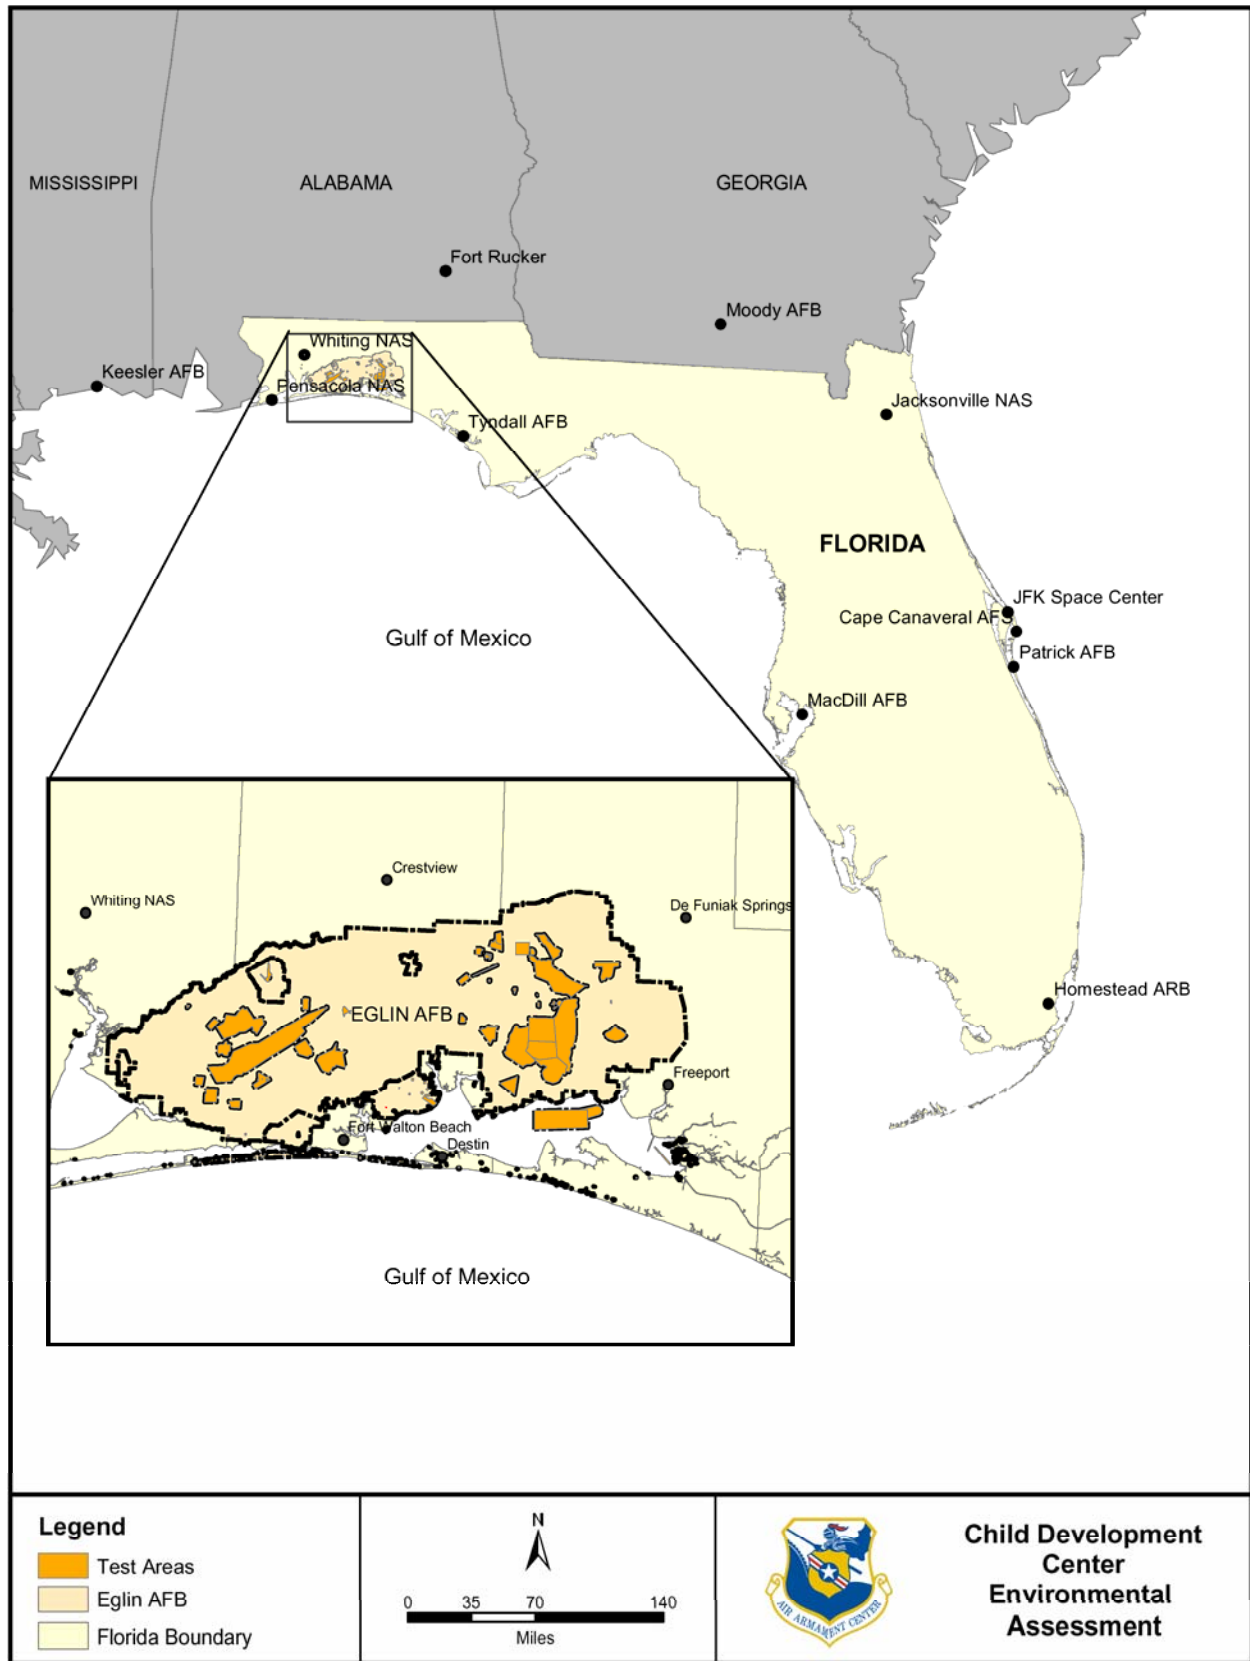 MISSISSIPPI
ALABAMA
GEORGIA
Fort Rucker
Moody AFB
Whiting NAS
Keesler AFB
Pensacola NAS
Jacksonville NAS
Tyndall AFB
FLORIDA
JFK Space Center
Cape Canaveral AFS
Gulf of Mexico
Patrick AFB
MacDill AFB
Crestview
Whiting NAS
De Funiak Springs
Homestead ARB
EGLIN AFB
Freeport
Fort Walton Beach
Destin
Gulf of Mexico
Legend
Test Areas
Eglin AFB
Florida Boundary
N
0 35 70 140
Miles
AIR ARMAMENT CENTER
Child Development
Center
Environmental
Assessment